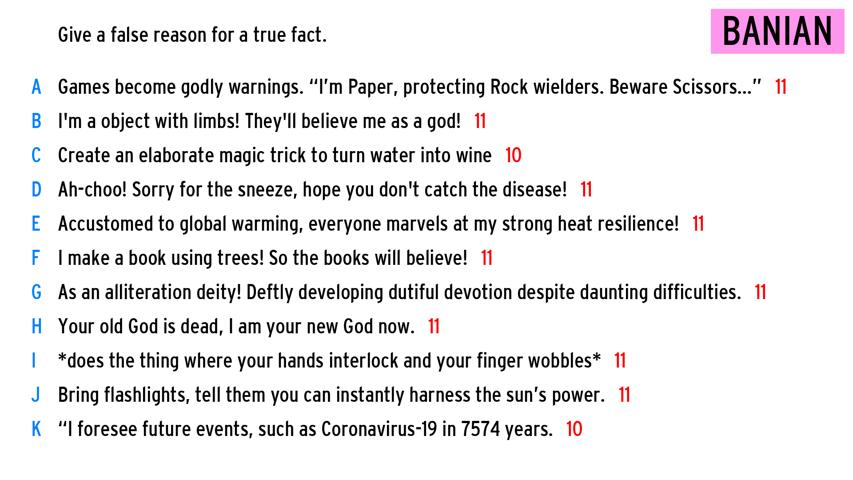 Give a false reason for a true fact.
BANIAN
A Games become godly warnings. “I’m Paper, protecting Rock wielders. Beware Scissors...” 11
B I'm a object with limbs! They'll believe me as a god! 11
C Create an elaborate magic trick to turn water into wine 10
D Ah-choo! Sorry for the sneeze, hope you don't catch the disease! 11
E Accustomed to global warming, everyone marvels at my strong heat resilience! 11
F I make a book using trees! So the books will believe! 11
G As an alliteration deity! Deftly developing dutiful devotion despite daunting difficulties. 11
H Your old God is dead, I am your new God now. 11
I *does the thing where your hands interlock and your finger wobbles* 11
J Bring flashlights, tell them you can instantly harness the sun’s power. 11
K “I foresee future events, such as Coronavirus-19 in 7574 years. 10